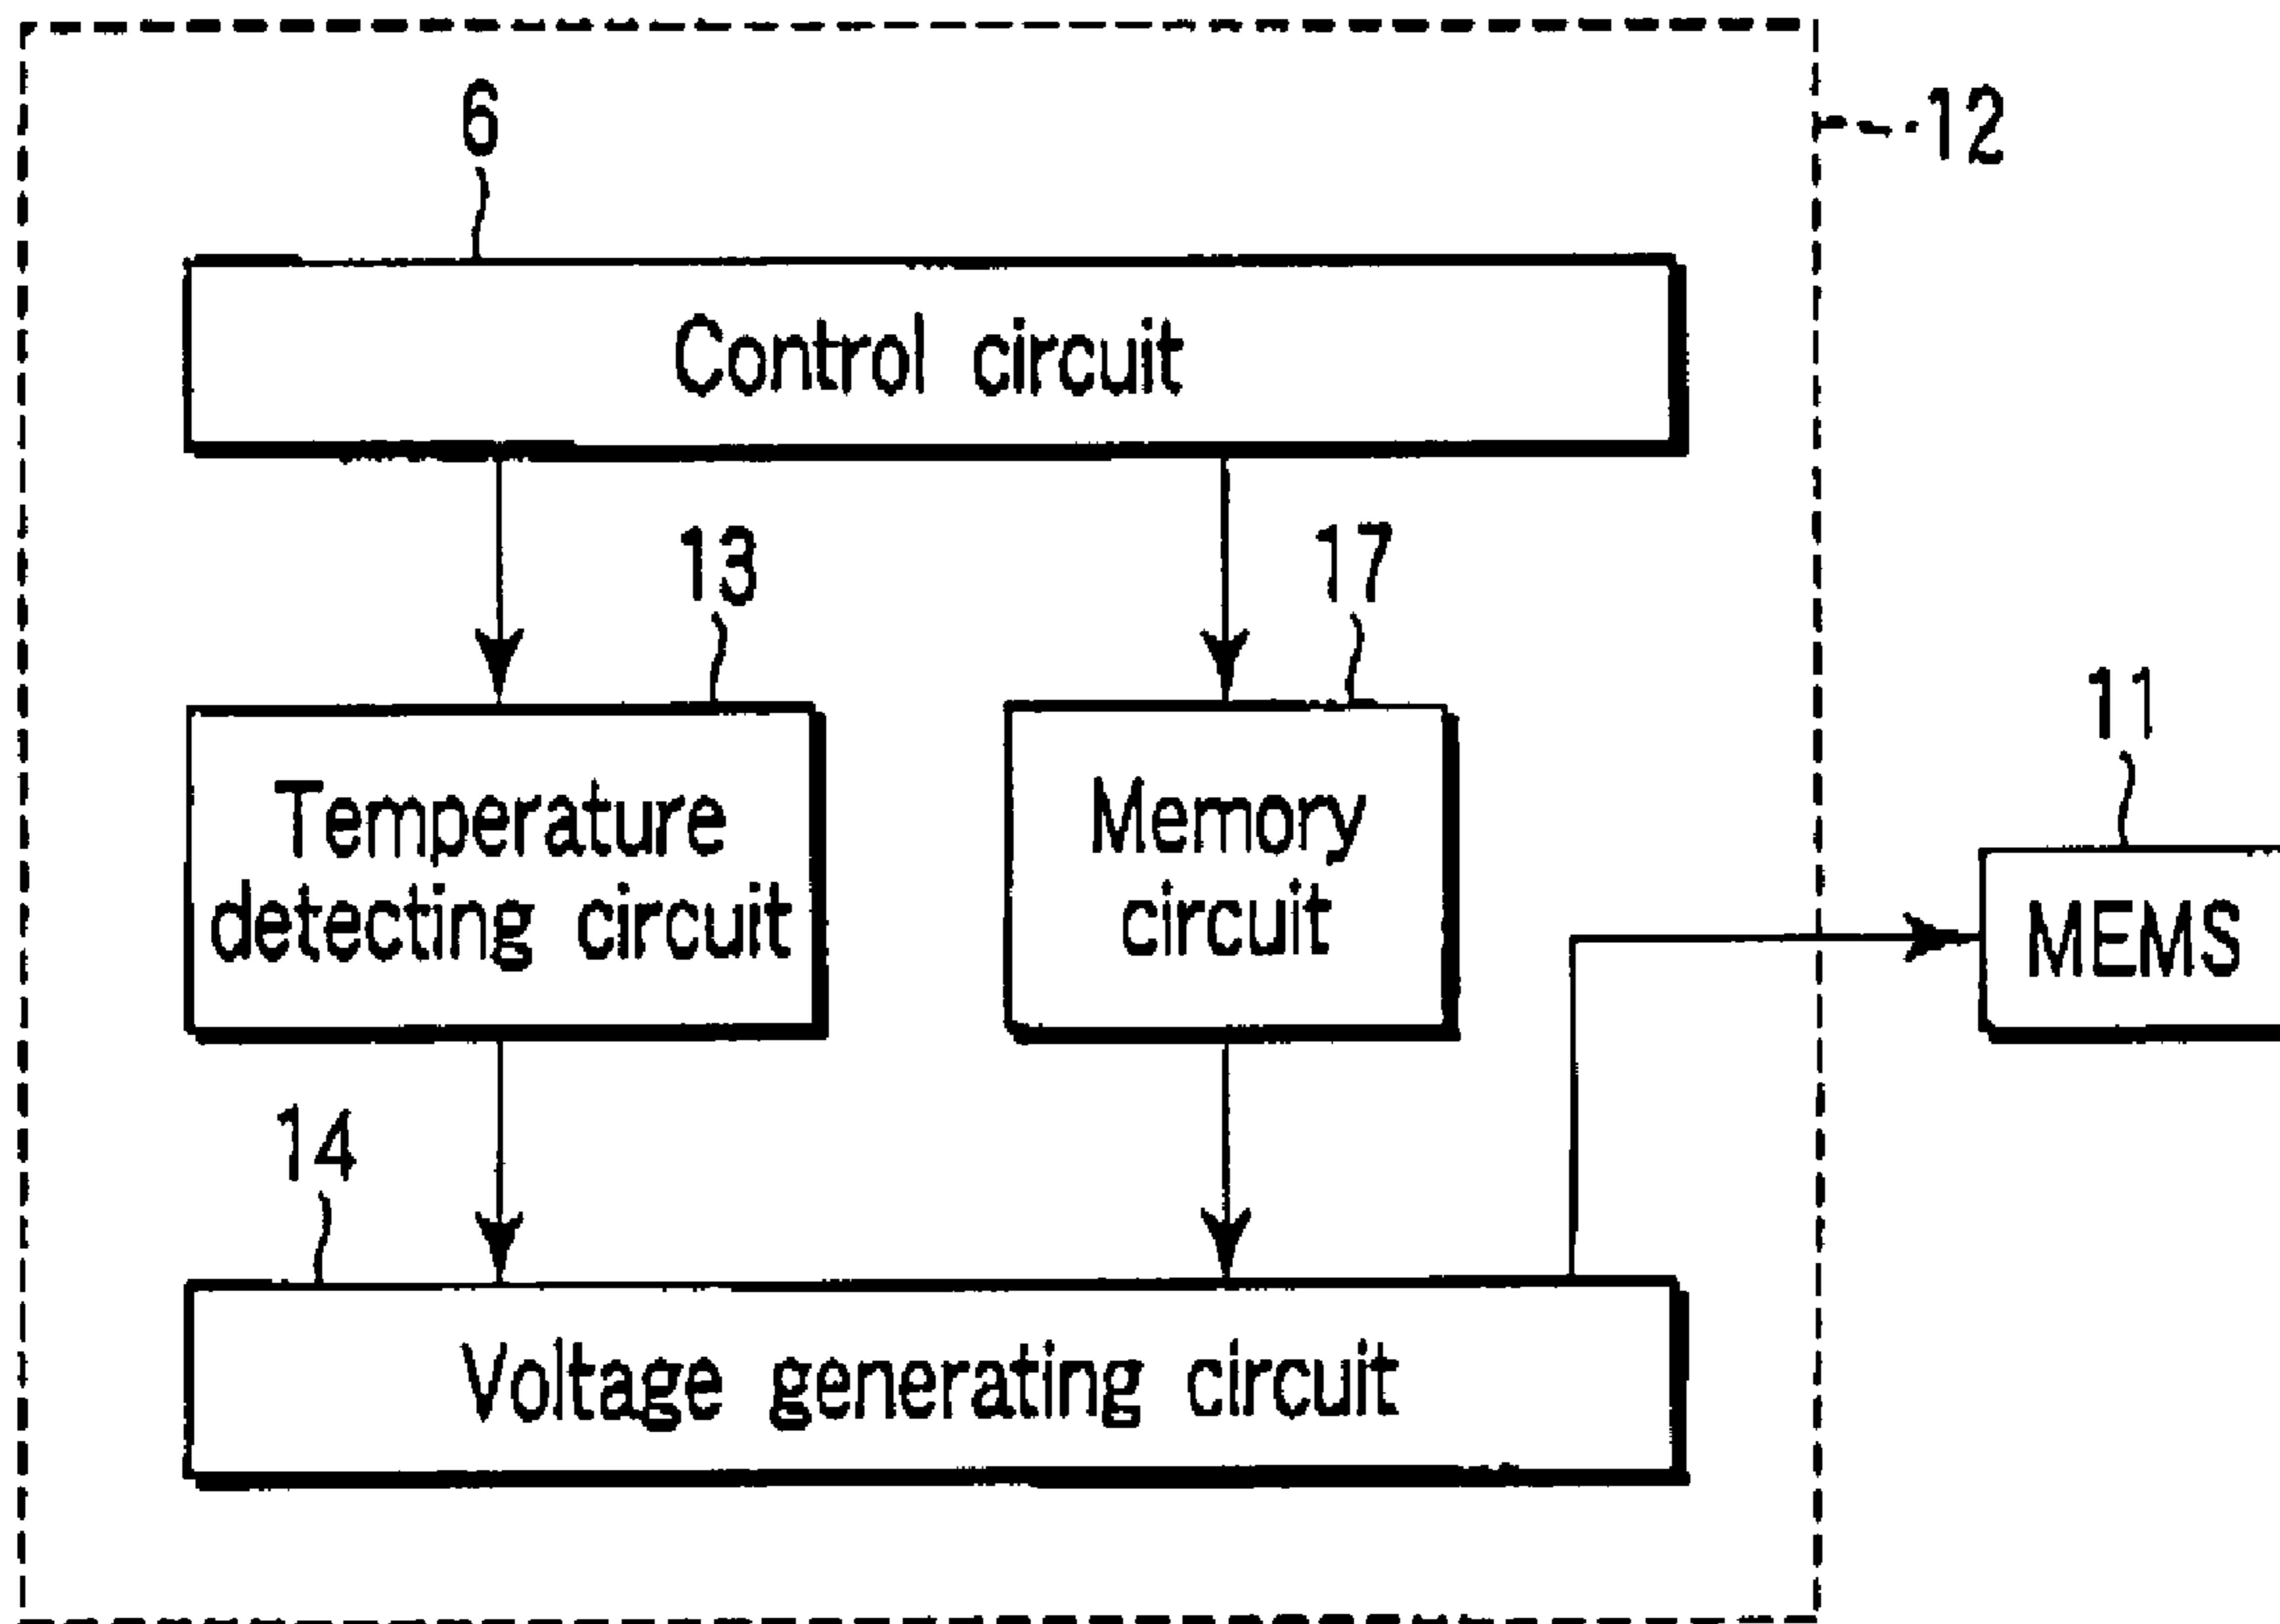 6
12
Control circuit
13
17
Temperature
detecting circuit
Memory
circuit
11
MEMS
14
Voltage generating circuit